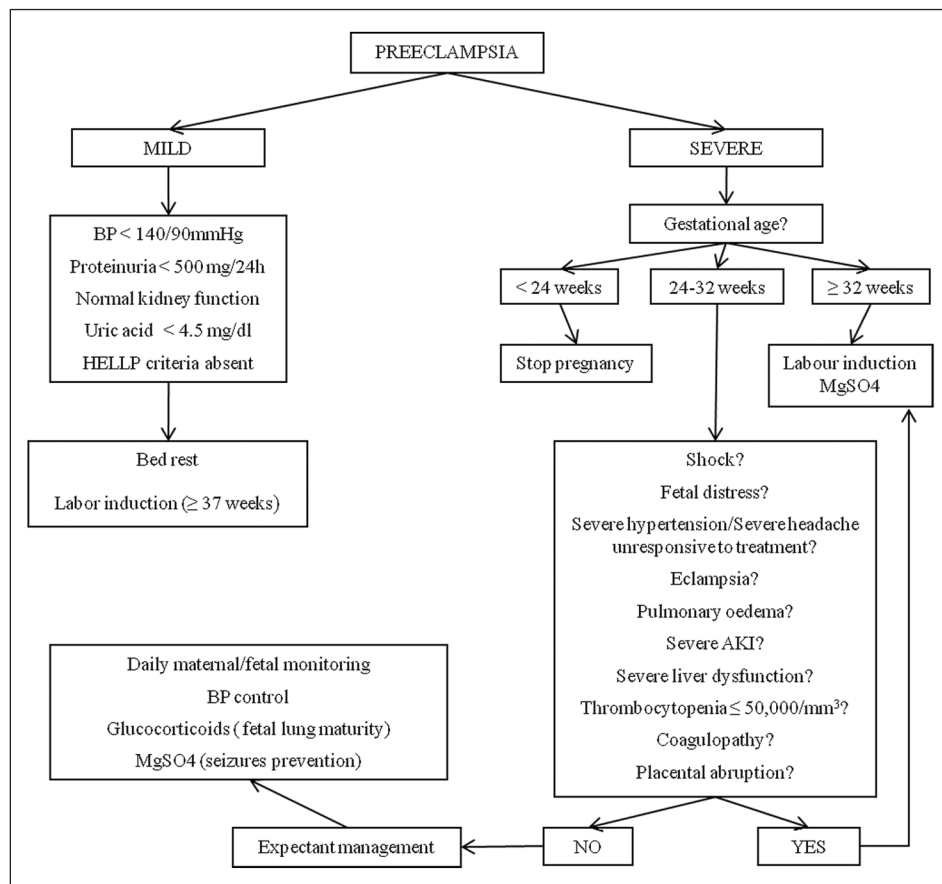 PREECLAMPSIA
MILD
SEVERE
BP < 140/90mmHg
Proteinuria < 500 mg/24h
Normal kidney function
Uric acid < 4.5 mg/dl
HELLP criteria absent
Gestational age?
< 24 weeks
24-32 weeks
≥ 32 weeks
Stop pregnancy
Labour induction
MgSO4
Bed rest
Labor induction (≥ 37 weeks)
Shock?
Fetal distress?
Severe hypertension/Severe headache
unresponsive to treatment?
Eclampsia?
Pulmonary oedema?
Severe AKI?
Severe liver dysfunction?
Thrombocytopenia ≤ 50,000/mm³?
Coagulopathy?
Placental abruption?
Daily maternal/fetal monitoring
BP control
Glucocorticoids ( fetal lung maturity)
MgSO4 (seizures prevention)
Expectant management
NO
YES